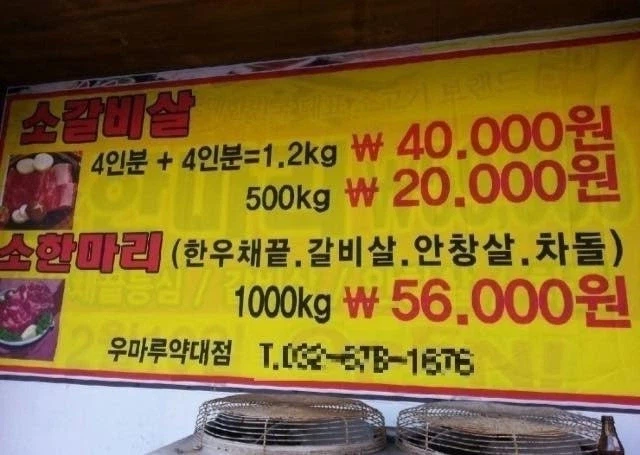 소갈비살
4인분 + 4인분=1.2kg ₩ 40.000원
500kg ₩ 20.000원
소한마리 (한우채끝.갈비살.안창살.차돌)
1000kg ₩ 56.000원
우마루약대점 T.